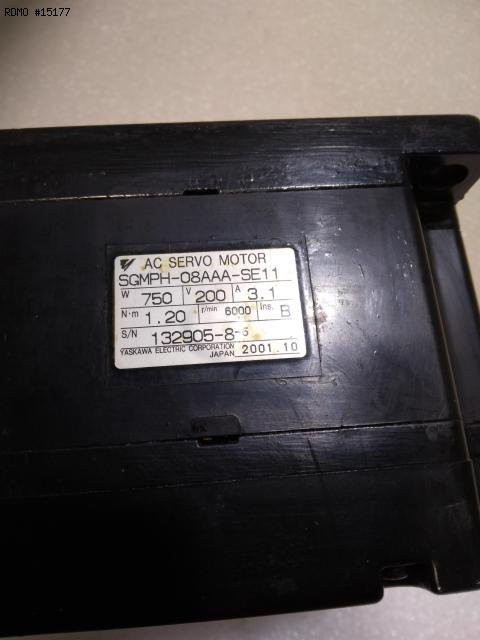 RDMO #15177
AC SERVO MOTOR
SGMPH-08AAA-SE11
W 750 V 200 A 3.1
N·m 1.20 r/min 6000 Ins. B
S/N 132905-8-5
YASKAWA ELECTRIC CORPORATION
JAPAN 2001.10